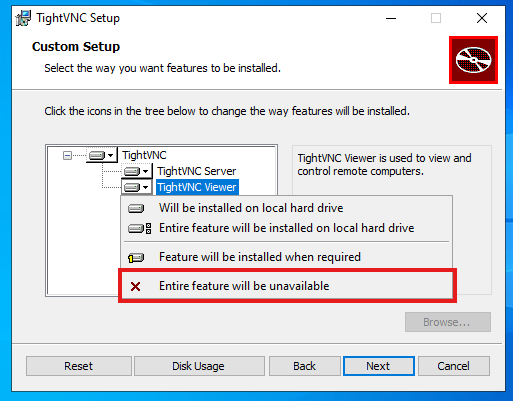 TightVNC Setup
Custom Setup
Select the way you want features to be installed.
Click the icons in the tree below to change the way features will be installed.
TightVNC
TightVNC Server
TightVNC Viewer
TightVNC Viewer is used to view and
control remote computers.
Will be installed on local hard drive
Entire feature will be installed on local hard drive
Feature will be installed when required
Entire feature will be unavailable
Browse...
Reset
Disk Usage
Back
Next
Cancel